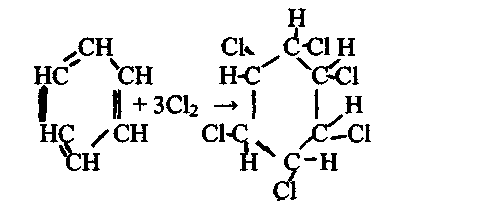 H
CH Cl C Cl H
HC CH H-C C-Cl
+ 3Cl₂ →
H
HC CH Cl-C C-Cl
CH H C-H
Cl